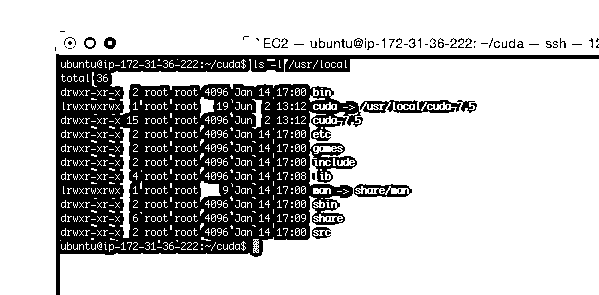 EC2 — ubuntu@ip-172-31-36-222: ~/cuda — ssh — 12
ubuntu@ip-172-31-36-222:~/cuda$ ls -l /usr/local
total 36
drwxr-xr-x 2 root root 4096 Jan 14 17:00 bin
lrwxrwxrwx 1 root root 19 Jun 2 13:12 cuda -> /usr/local/cuda-7.5
drwxr-xr-x 15 root root 4096 Jun 2 13:12 cuda-7.5
drwxr-xr-x 2 root root 4096 Jan 14 17:00 etc
drwxr-xr-x 2 root root 4096 Jan 14 17:00 games
drwxr-xr-x 2 root root 4096 Jan 14 17:00 include
drwxr-xr-x 4 root root 4096 Jan 14 17:08 lib
lrwxrwxrwx 1 root root 9 Jan 14 17:00 man -> share/man
drwxr-xr-x 2 root root 4096 Jan 14 17:00 sbin
drwxr-xr-x 6 root root 4096 Jan 14 17:09 share
drwxr-xr-x 2 root root 4096 Jan 14 17:00 src
ubuntu@ip-172-31-36-222:~/cuda$